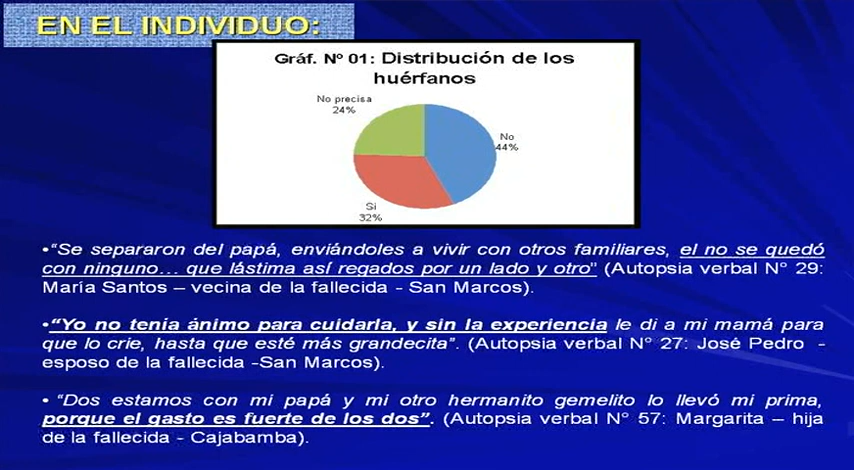 EN EL INDIVIDUO:
Gráf. Nº 01: Distribución de los
huérfanos
No precisa
24%
No
44%
Si
32%
•“Se separaron del papá, enviándoles a vivir con otros familiares, el no se quedó
con ninguno… que lástima así regados por un lado y otro” (Autopsia verbal N° 29:
María Santos – vecina de la fallecida - San Marcos).
•“Yo no tenia ánimo para cuidarla, y sin la experiencia le di a mi mamá para
que lo crie, hasta que esté más grandecita”. (Autopsia verbal N° 27: José Pedro -
esposo de la fallecida -San Marcos).
• “Dos estamos con mi papá y mi otro hermanito gemelito lo llevó mi prima,
porque el gasto es fuerte de los dos”. (Autopsia verbal N° 57: Margarita – hija
de la fallecida - Cajabamba).